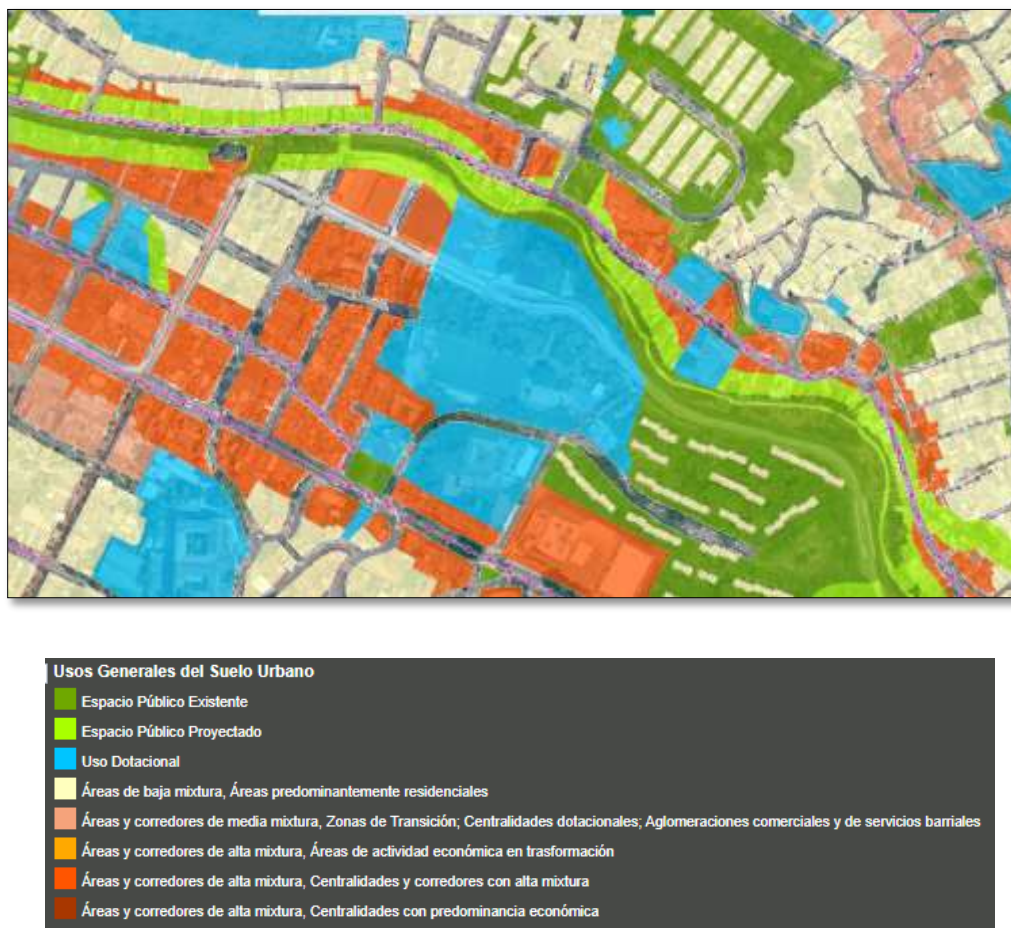 Usos Generales del Suelo Urbano
Espacio Público Existente
Espacio Público Proyectado
Uso Dotacional
Áreas de baja mixtura, Áreas predominantemente residenciales
Áreas y corredores de media mixtura, Zonas de Transición; Centralidades dotacionales; Aglomeraciones comerciales y de servicios barriales
Áreas y corredores de alta mixtura, Áreas de actividad económica en trasformación
Áreas y corredores de alta mixtura, Centralidades y corredores con alta mixtura
Áreas y corredores de alta mixtura, Centralidades con predominancia económica